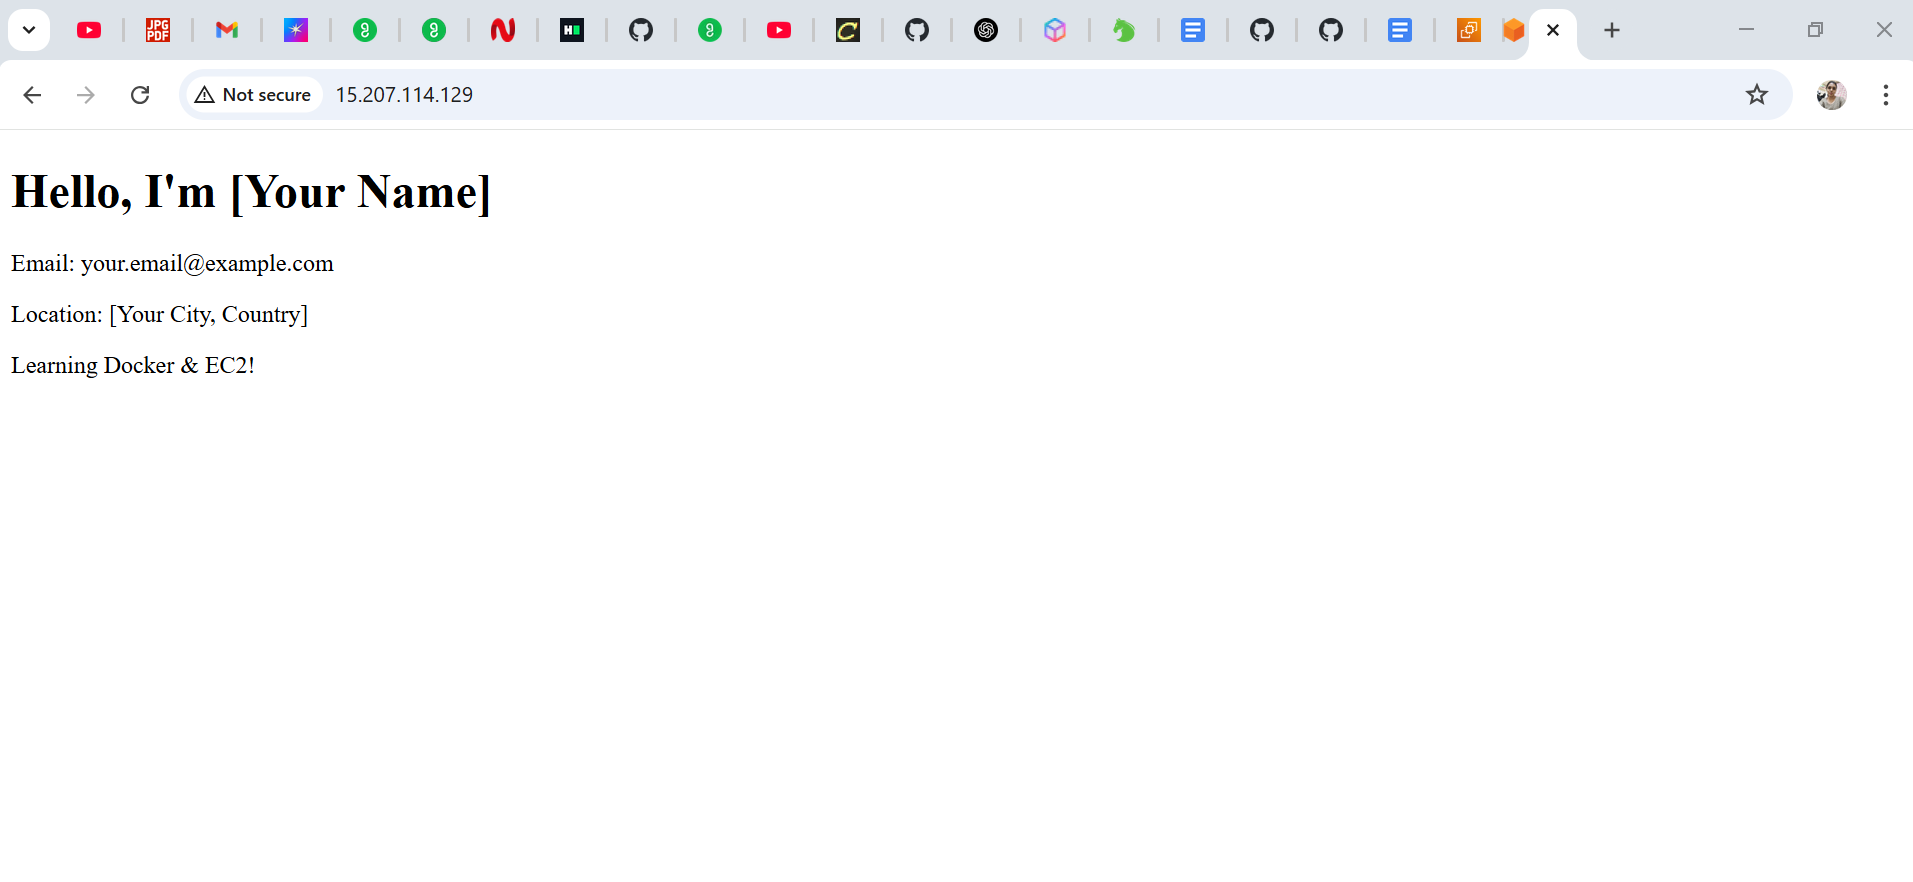 JPG
PDF
Not secure
15.207.114.129
Hello, I'm [Your Name]
Email: your.email@example.com
Location: [Your City, Country]
Learning Docker & EC2!